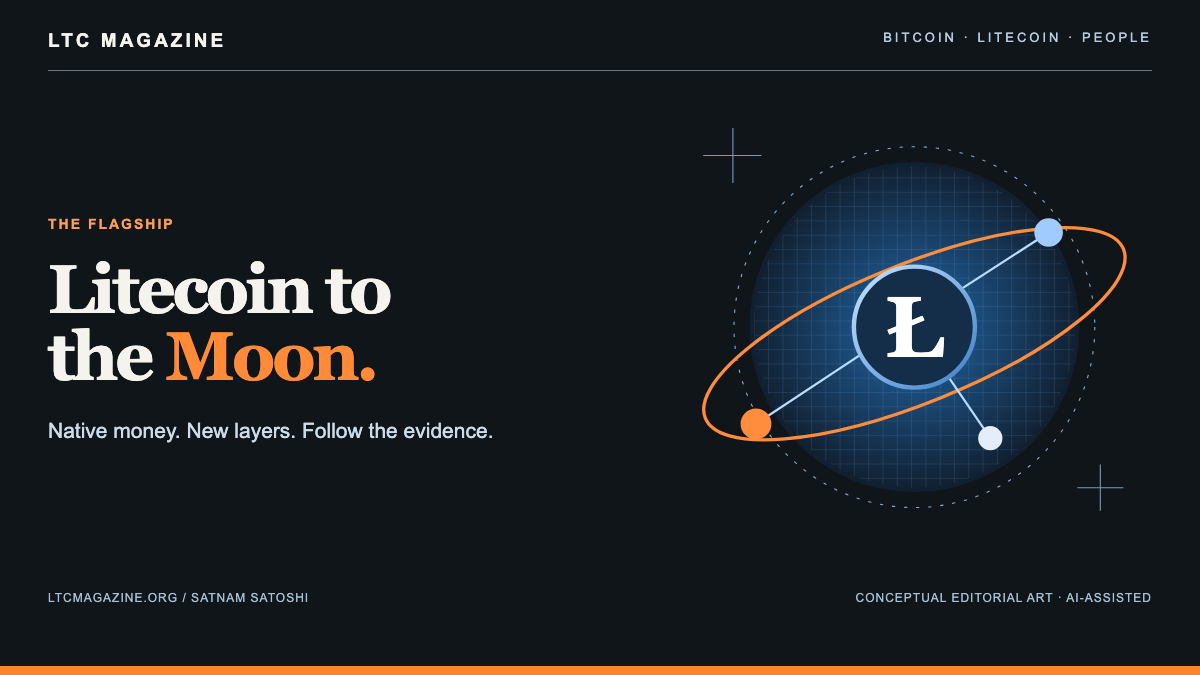 LTC MAGAZINE
BITCOIN · LITECOIN · PEOPLE
THE FLAGSHIP
Litecoin to
the Moon.
Native money. New layers. Follow the evidence.
Ł
LTCMAGAZINE.ORG / SATNAM SATOSHI
CONCEPTUAL EDITORIAL ART · AI-ASSISTED